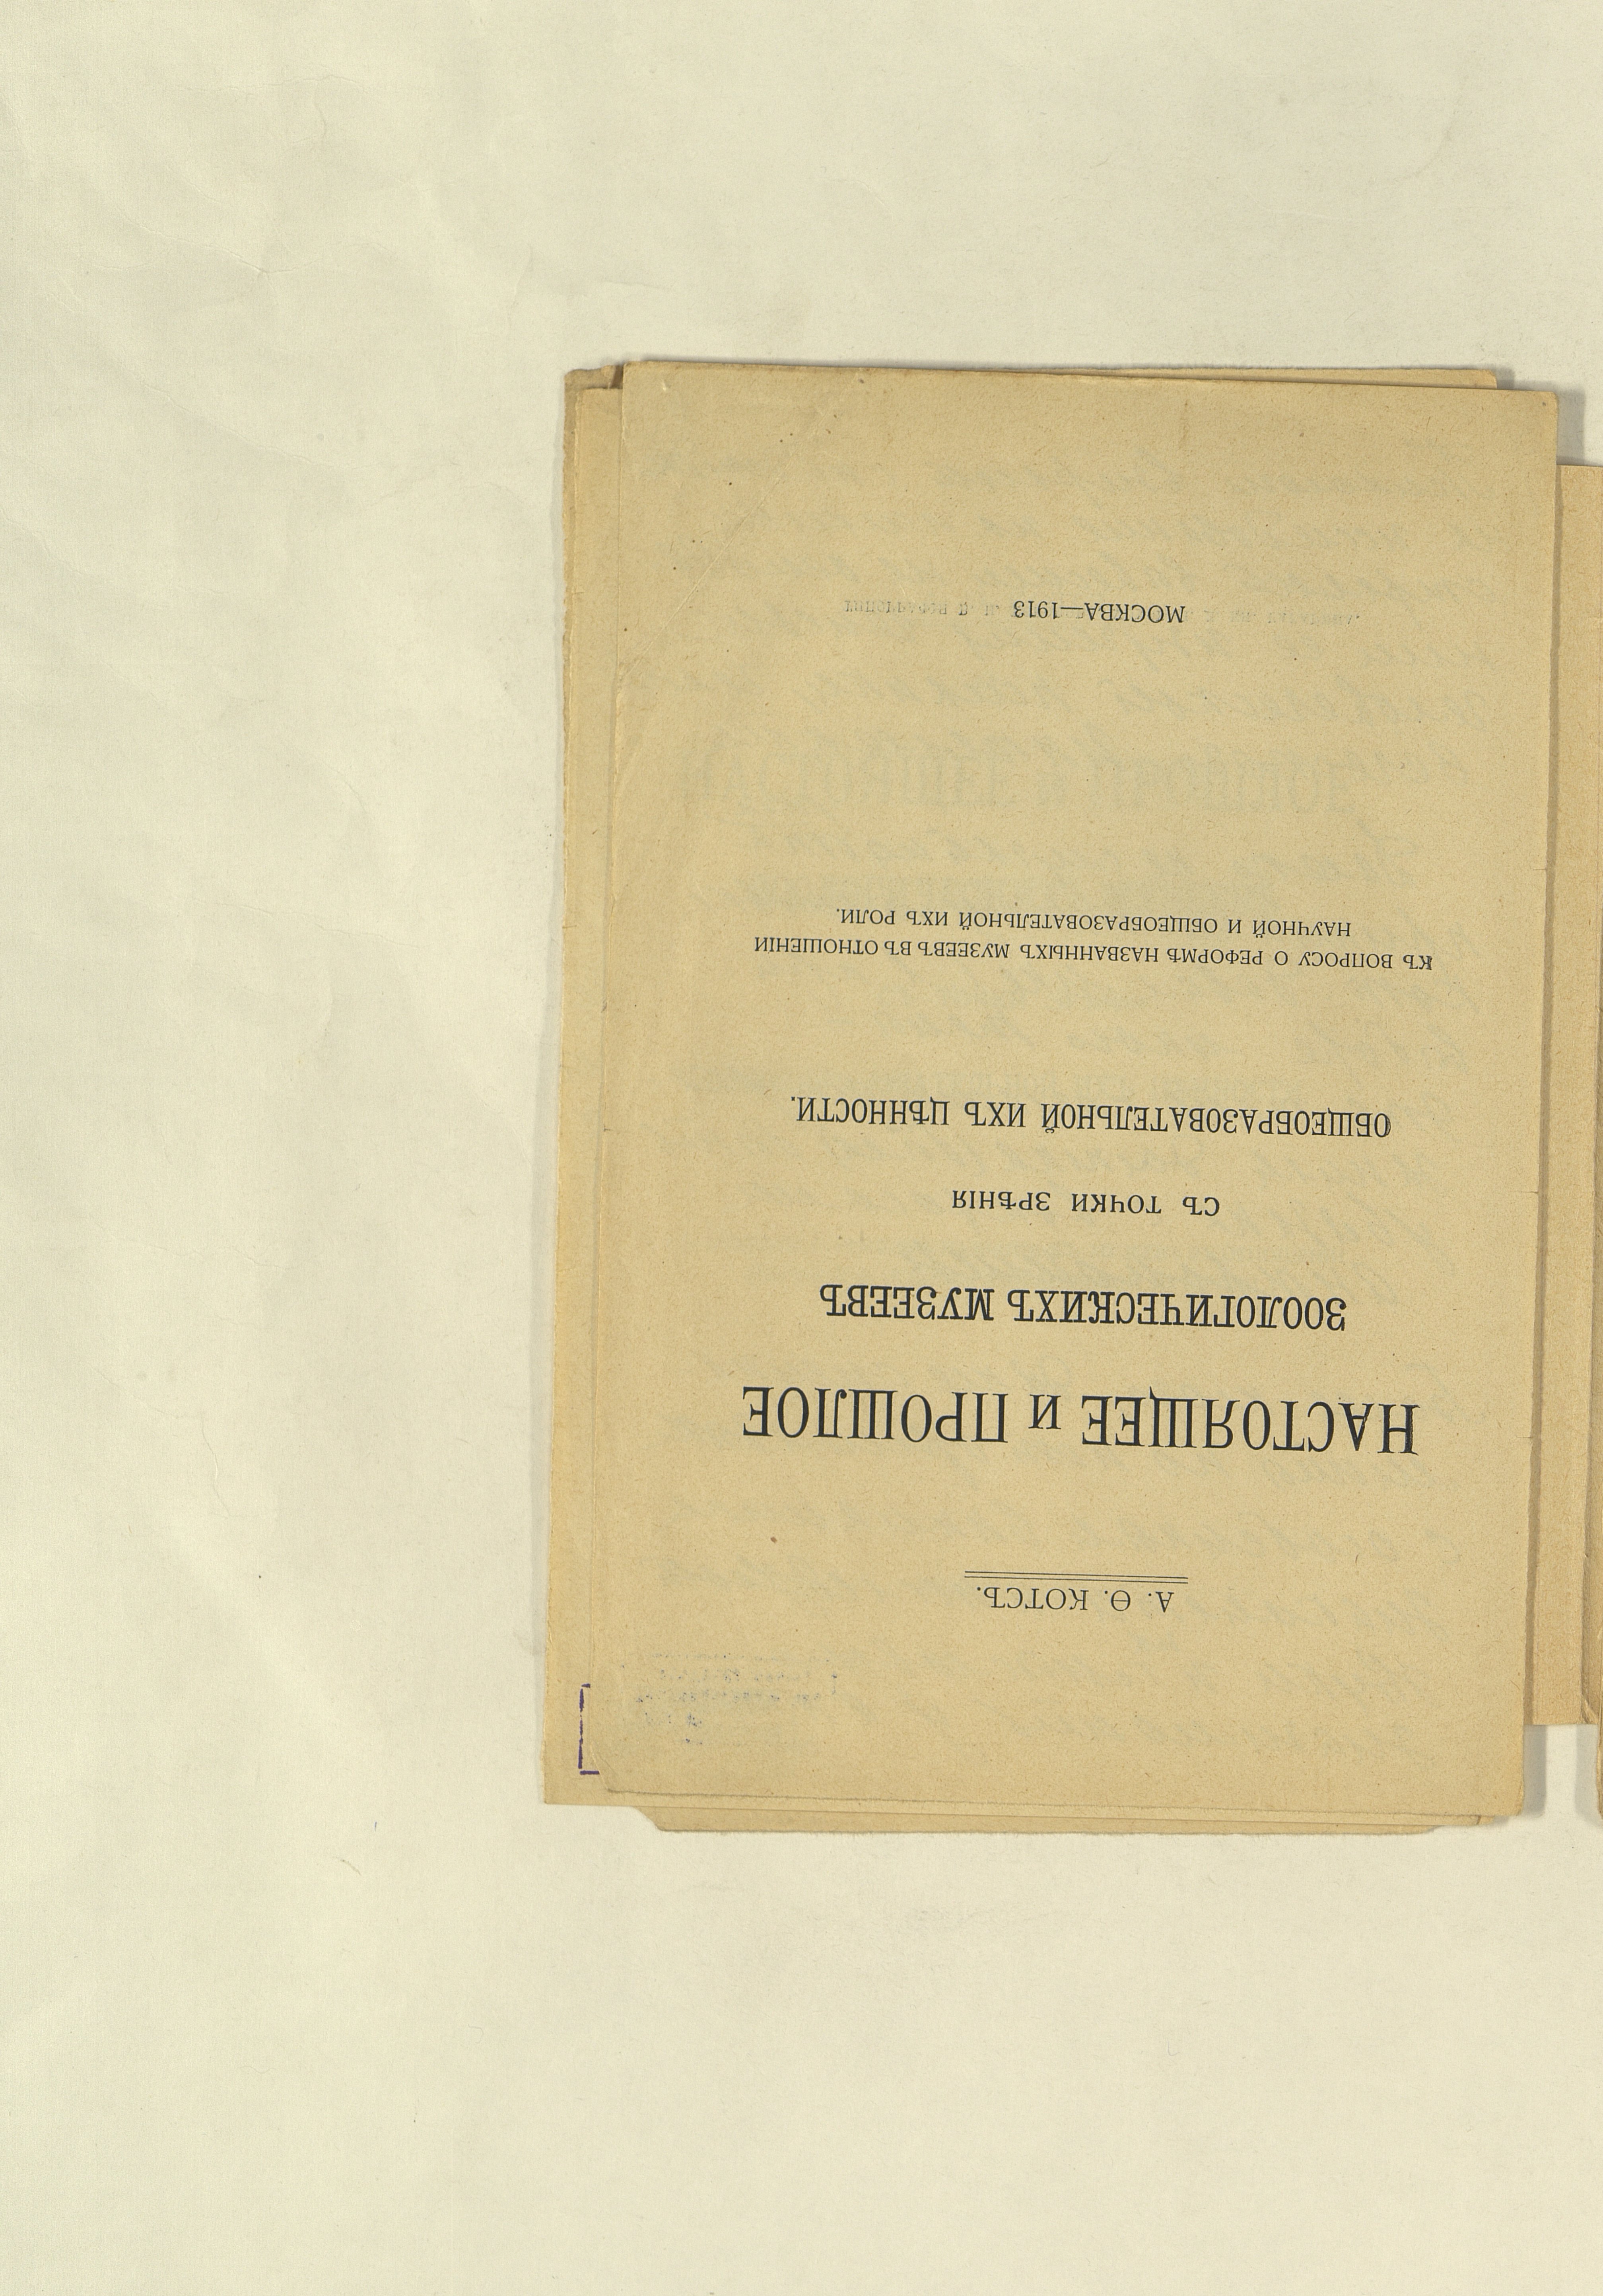 А. Ѳ. КОТСЪ.
НАСТОЯЩЕЕ и ПРОШЛОЕ
ЗООЛОГИЧЕСКИХЪ МУЗЕЕВЪ
СЪ ТОЧКИ ЗРѢНІЯ
ОБЩЕОБРАЗОВАТЕЛЬНОЙ ИХЪ ЦѢННОСТИ.
КЪ ВОПРОСУ О РЕФОРМѢ НАЗВАННЫХЪ МУЗЕЕВЪ ВЪ ОТНОШЕНІИ
НАУЧНОЙ И ОБЩЕОБРАЗОВАТЕЛЬНОЙ ИХЪ РОЛИ.
МОСКВА—1913